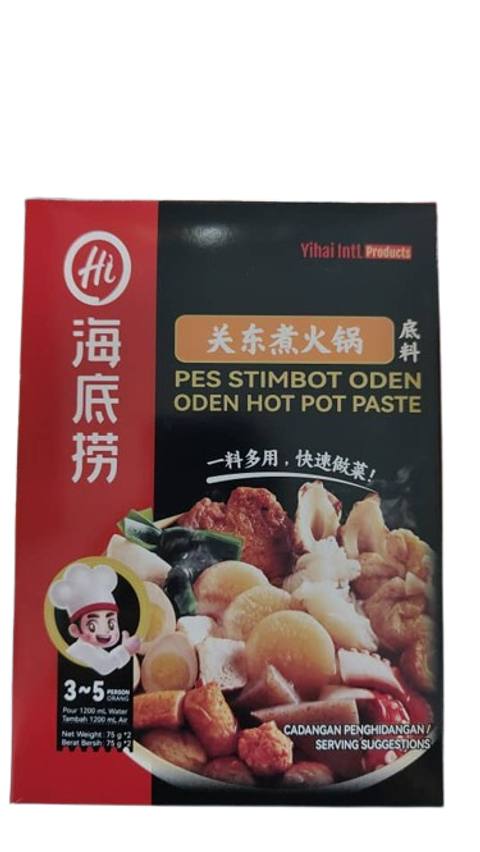 Hi
海底捞
Yihai Intl. Products
关东煮火锅
底料
PES STIMBOT ODEN
ODEN HOT POT PASTE
一料多用，快速做菜！
3~5 PERSON
ORANG
Pour 1200 mL Water
Tambah 1200 mL Air
Net Weight: 75 g *2
Berat Bersih: 75 g *2
CADANGAN PENGHIDANGAN /
SERVING SUGGESTIONS